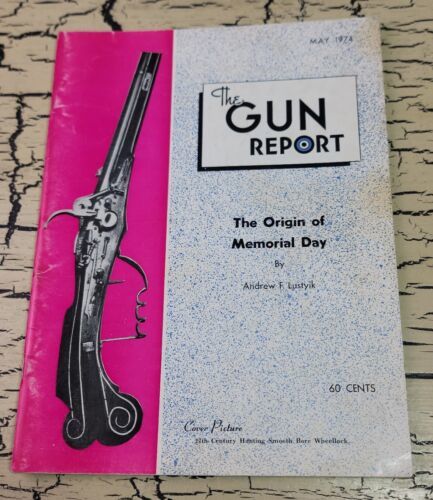 MAY 1974
The
GUN
REPORT
The Origin of
Memorial Day
By
Andrew F. Lustyik
60 CENTS
Cover Picture
Century Hunting Smooth Bore Wheellock